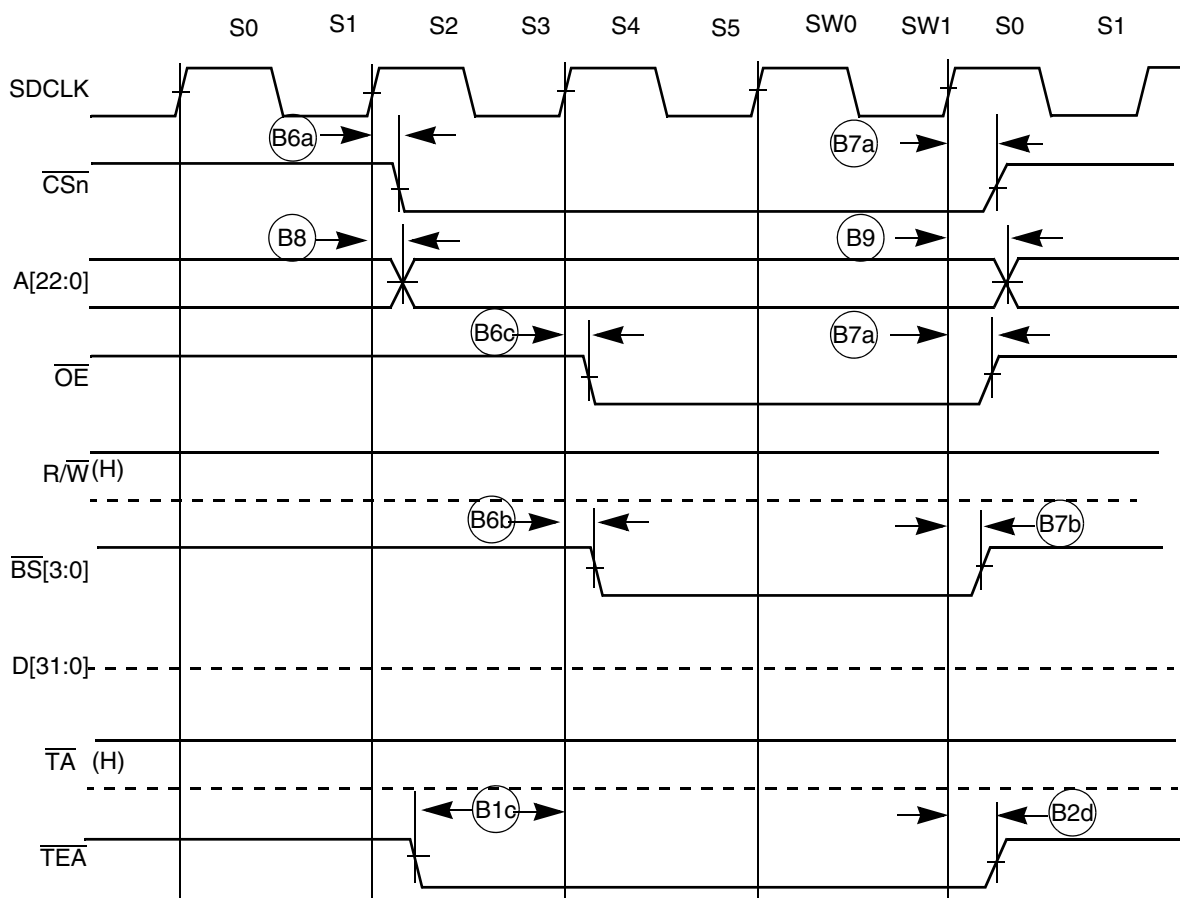 S0 S1 S2 S3 S4 S5 SW0 SW1 S0 S1
SDCLK
B6a B7a
CSn
B8 B9
A[22:0]
B6c B7a
OE
R/W (H)
B6b B7b
BS[3:0]
D[31:0]
TA (H)
B1c B2d
TEA